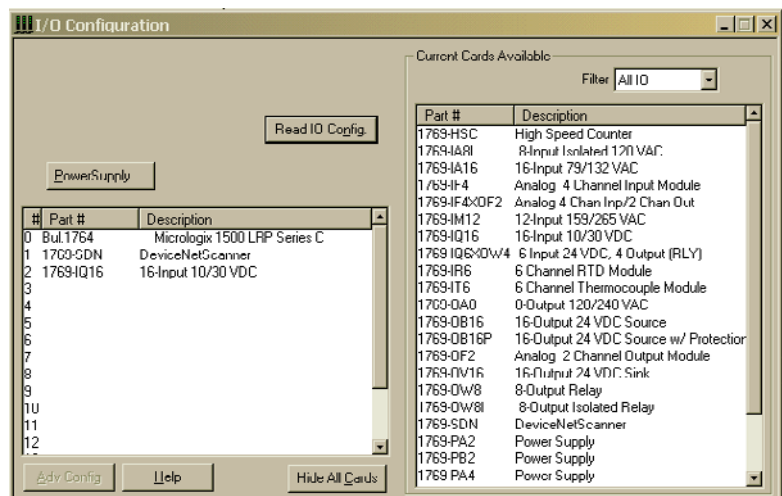 I/O Configuration
Current Cards Available
Filter All IO
Read IO Config.
PowerSupply
# Part # Description
0 Bul.1764 Micrologix 1500 LRP Series C
1 1769-SDN DeviceNetScanner
2 1769-IQ16 16-Input 10/30 VDC
3
4
5
6
7
8
9
10
11
12
Adv Config
Help
Hide All Cards
Part # Description
1769-HSC High Speed Counter
1769-IA8I 8-Input Isolated 120 VAC
1769-IA16 16-Input 79/132 VAC
1769-IF4 Analog 4 Channel Input Module
1769-IF4XOF2 Analog 4 Chan Inp/2 Chan Out
1769-IM12 12-Input 159/265 VAC
1769-IQ16 16-Input 10/30 VDC
1769-IQ6XOW4 6 Input 24 VDC, 4 Output (RLY)
1769-IR6 6 Channel RTD Module
1769-IT6 6 Channel Thermocouple Module
-Output 120/240 VAC
1769-OB16 16-Output 24 VDC Source
1769-OB16P 16-Output 24 VDC Source w/ Protection
1769-OF2 Analog 2 Channel Output Module
1769-OV16 16-Output 24 VDC Sink
1769-OW8 8-Output Relay
1769-OW8I 8-Output Isolated Relay
1769-SDN DeviceNetScanner
1769-PA2 Power Supply
1769-PB2 Power Supply
1769-PA4 Power Supply